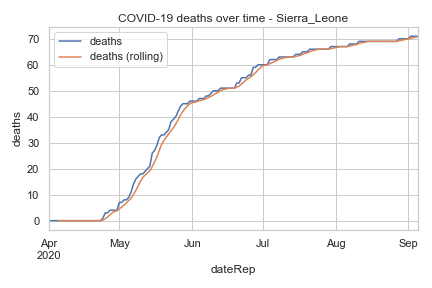 COVID-19 deaths over time - Sierra_Leone
deaths
deaths (rolling)
70
60
50
40
30
20
10
0
deaths
Apr
2020
May
Jun
Jul
Aug
Sep
dateRep